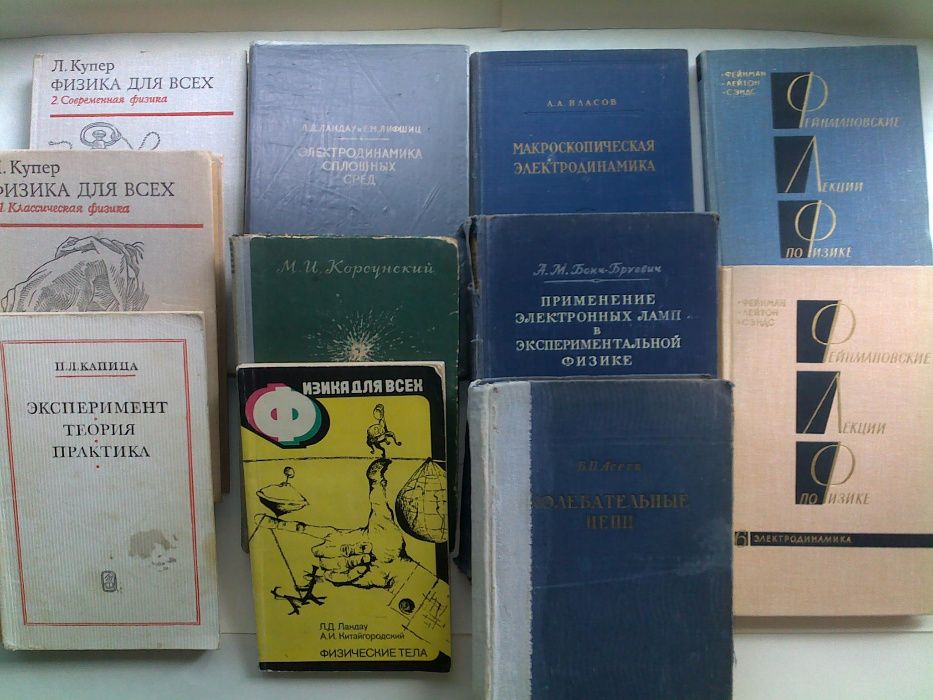 Л. Купер
ФИЗИКА ДЛЯ ВСЕХ
2. Современная физика
Л. Купер
ФИЗИКА ДЛЯ ВСЕХ
1. Классическая физика
П.Л. КАПИЦА
ЭКСПЕРИМЕНТ
ТЕОРИЯ
ПРАКТИКА
Л.Д. ЛАНДАУ и Е.М. ЛИФШИЦ
ЭЛЕКТРОДИНАМИКА
СПЛОШНЫХ
СРЕД
М. И. Корсунский
ФИЗИКА ДЛЯ ВСЕХ
Л.Д. Ландау
А.И. Китайгородский
ФИЗИЧЕСКИЕ ТЕЛА
А. А. ВЛАСОВ
МАКРОСКОПИЧЕСКАЯ
ЭЛЕКТРОДИНАМИКА
А. М. Бонч-Бруевич
ПРИМЕНЕНИЕ
ЭЛЕКТРОННЫХ ЛАМП
в
ЭКСПЕРИМЕНТАЛЬНОЙ
ФИЗИКЕ
Б. П. Асеев
КОЛЕБАТЕЛЬНЫЕ
ЦЕПИ
• ФЕЙНМАН
• ЛЕЙТОН
• СЭНДС
ФЕЙНМАНОВСКИЕ
ЛЕКЦИИ
ПО ФИЗИКЕ
• ФЕЙНМАН
• ЛЕЙТОН
• СЭНДС
ФЕЙНМАНОВСКИЕ
ЛЕКЦИИ
ПО ФИЗИКЕ
6 ЭЛЕКТРОДИНАМИКА